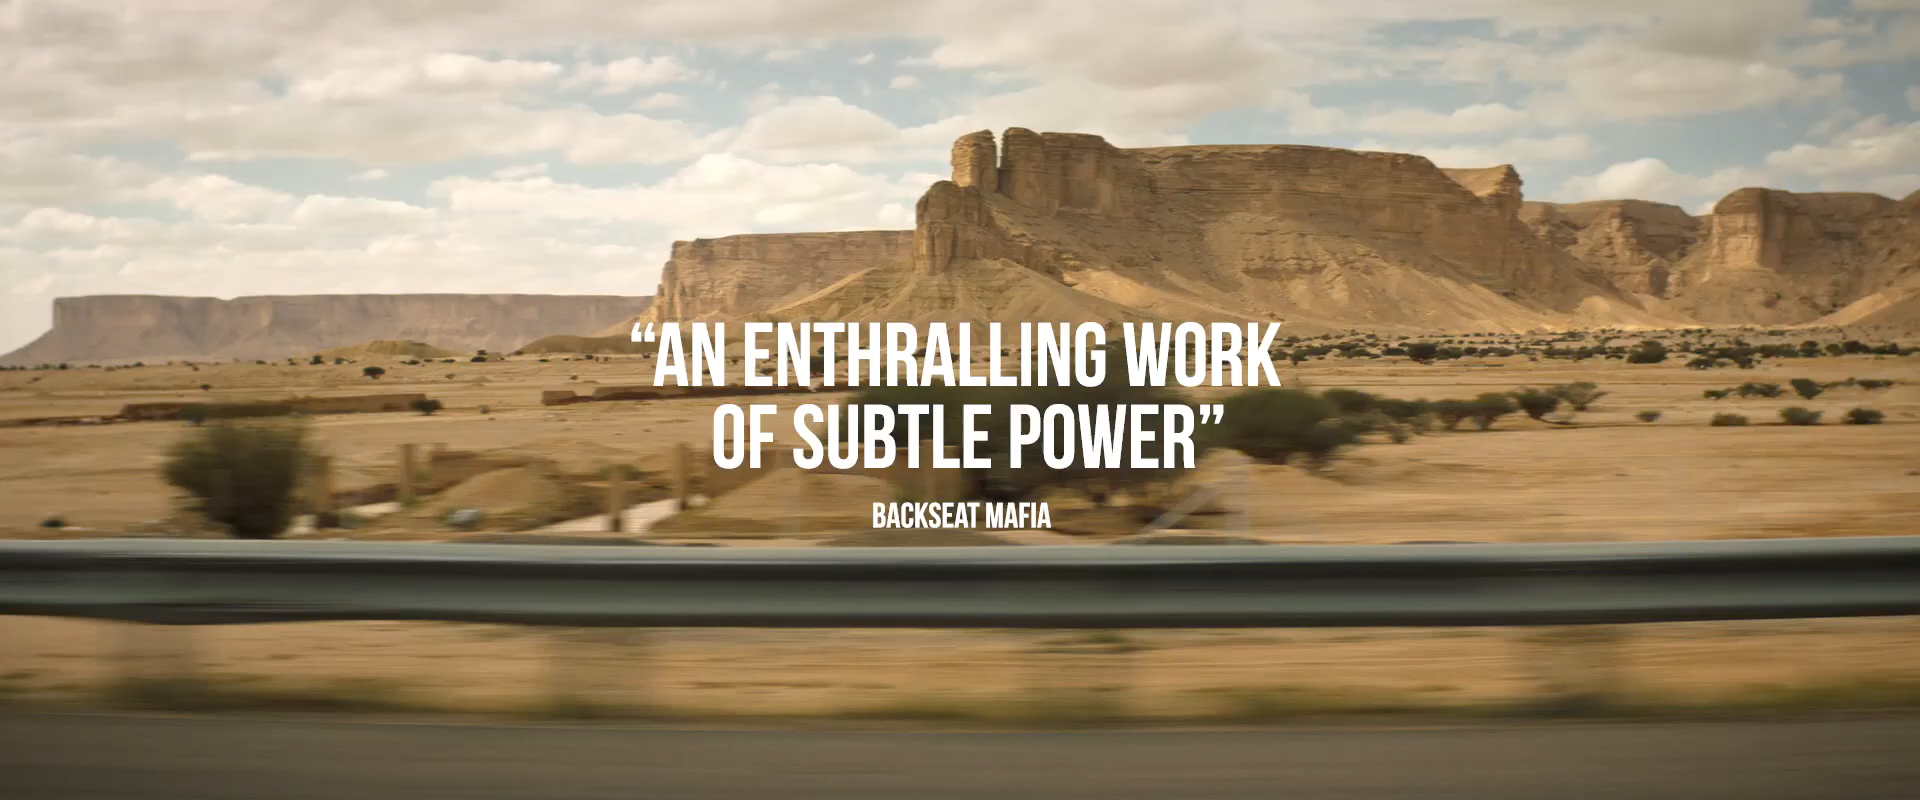 “AN ENTHRALLING WORK
OF SUBTLE POWER”
BACKSEAT MAFIA